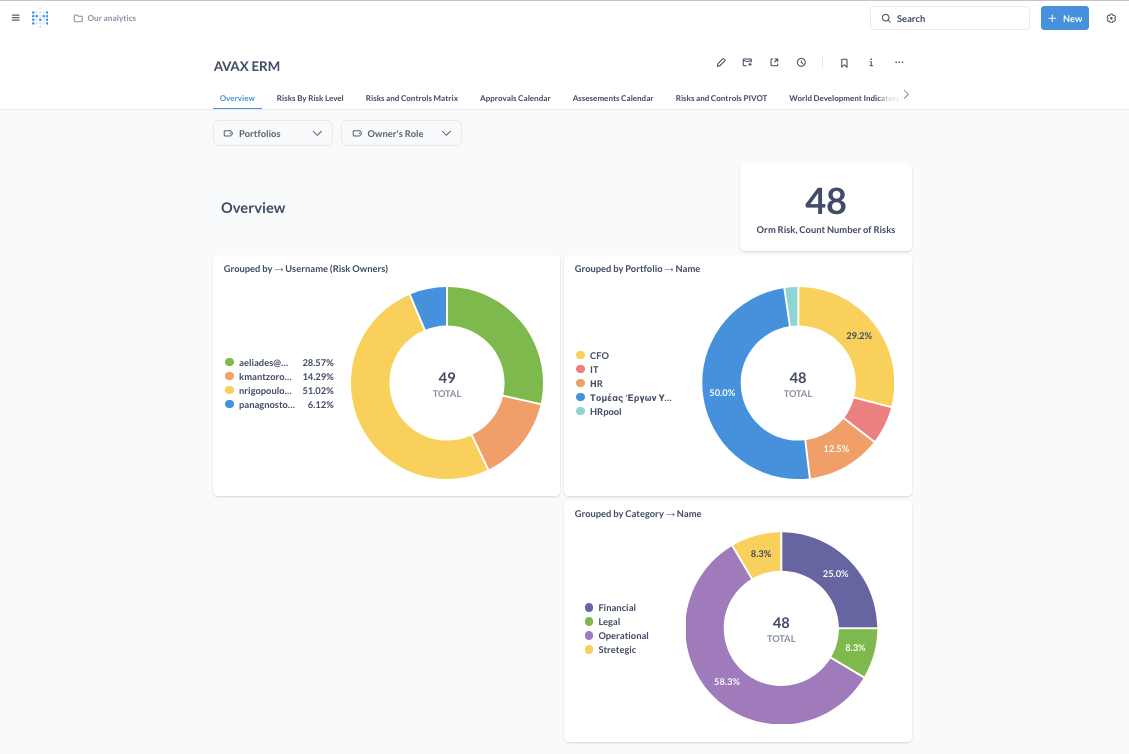 Our analytics
Search
+ New
AVAX ERM
Overview
Risks By Risk Level
Risks and Controls Matrix
Approvals Calendar
Assesements Calendar
Risks and Controls PIVOT
World Development Indicators
Portfolios
Owner's Role
Overview
48
Orm Risk, Count Number of Risks
Grouped by → Username (Risk Owners)
aeliades@... 28.57%
kmantzoro... 14.29%
nrigopoulo... 51.02%
panagnosto... 6.12%
49
TOTAL
Grouped by Portfolio → Name
CFO
IT
HR
Τομέας Έργων Υ...
HRpool
29.2%
50.0%
12.5%
48
TOTAL
Grouped by Category → Name
Financial
Legal
Operational
Stretegic
8.3%
25.0%
8.3%
58.3%
48
TOTAL